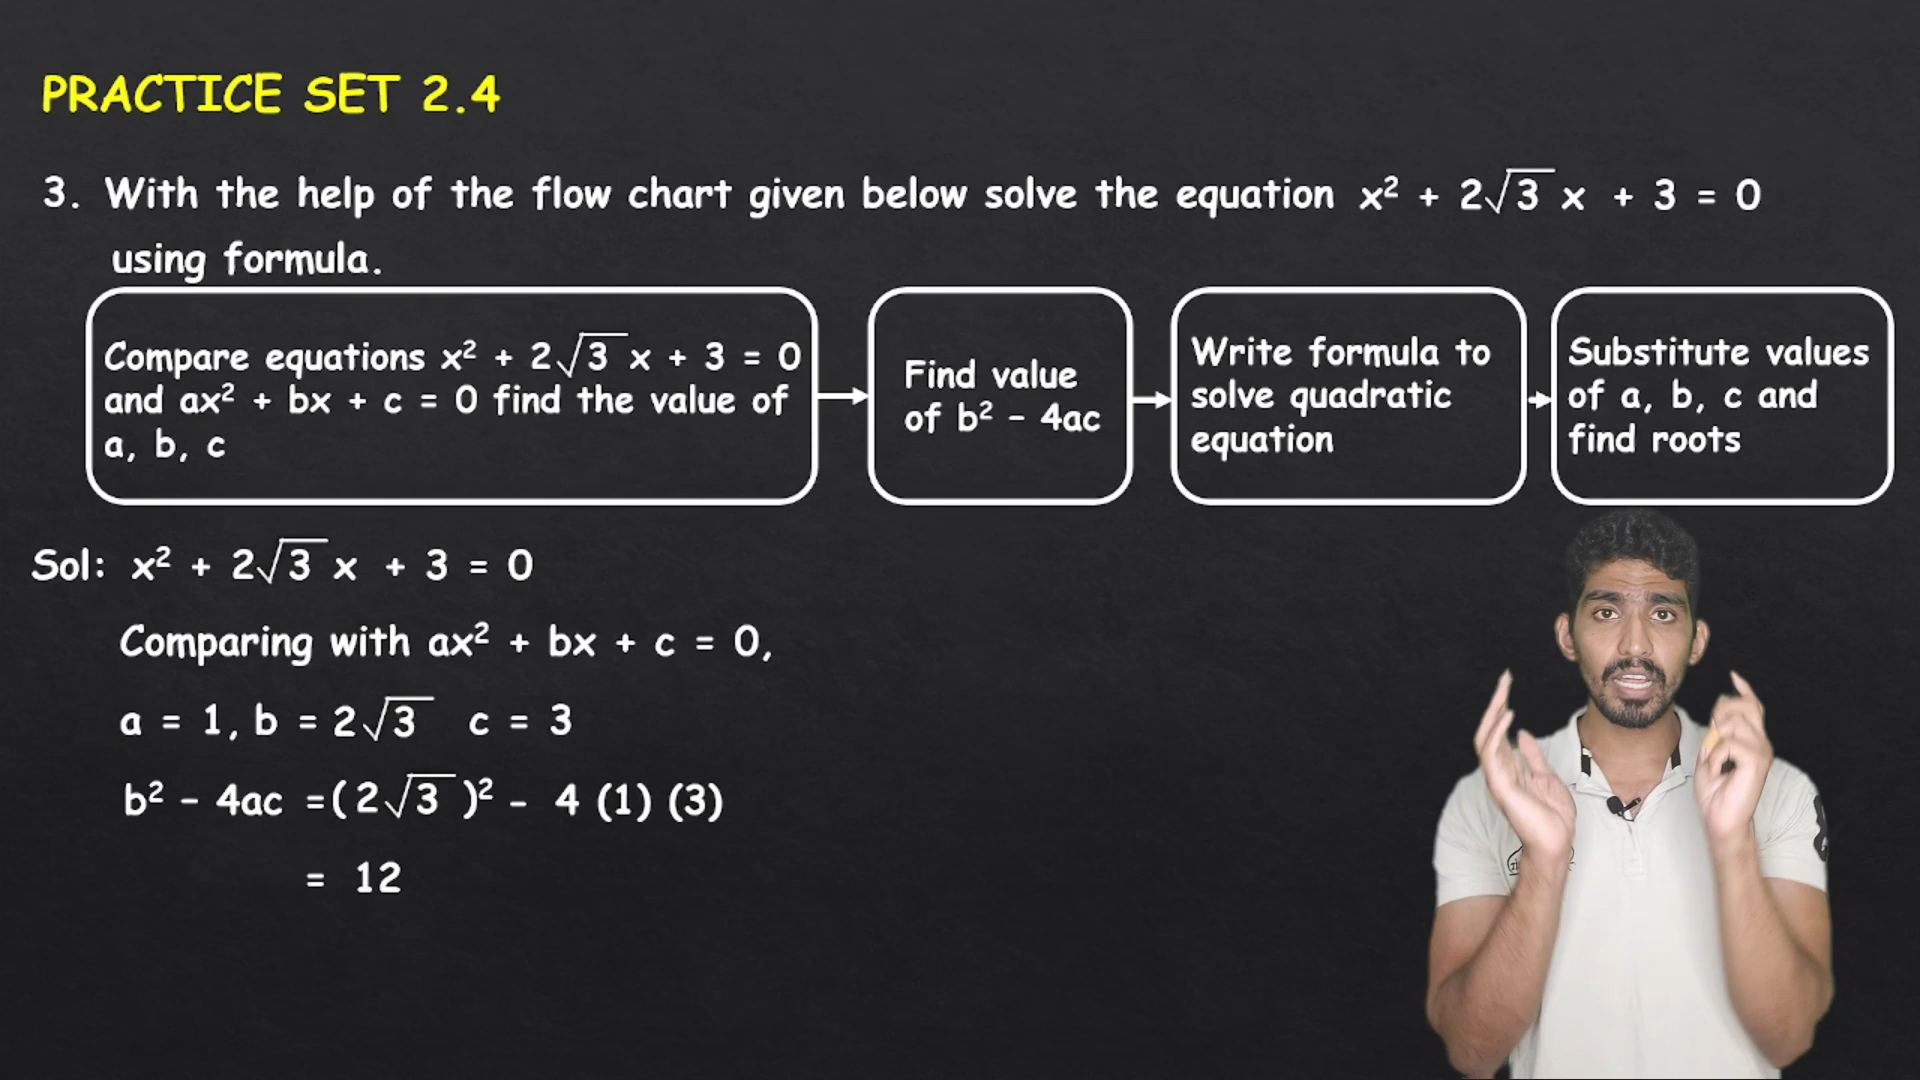 PRACTICE SET 2.4
3. With the help of the flow chart given below solve the equation x² + 2√3 x + 3 = 0
using formula.
Compare equations x² + 2√3 x + 3 = 0
and ax² + bx + c = 0 find the value of
a, b, c
Find value
of b² - 4ac
Write formula to
solve quadratic
equation
Substitute values
of a, b, c and
find roots
Sol: x² + 2√3 x + 3 = 0
Comparing with ax² + bx + c = 0,
a = 1, b = 2√3 c = 3
b² - 4ac =( 2√3 )² - 4 (1) (3)
= 12